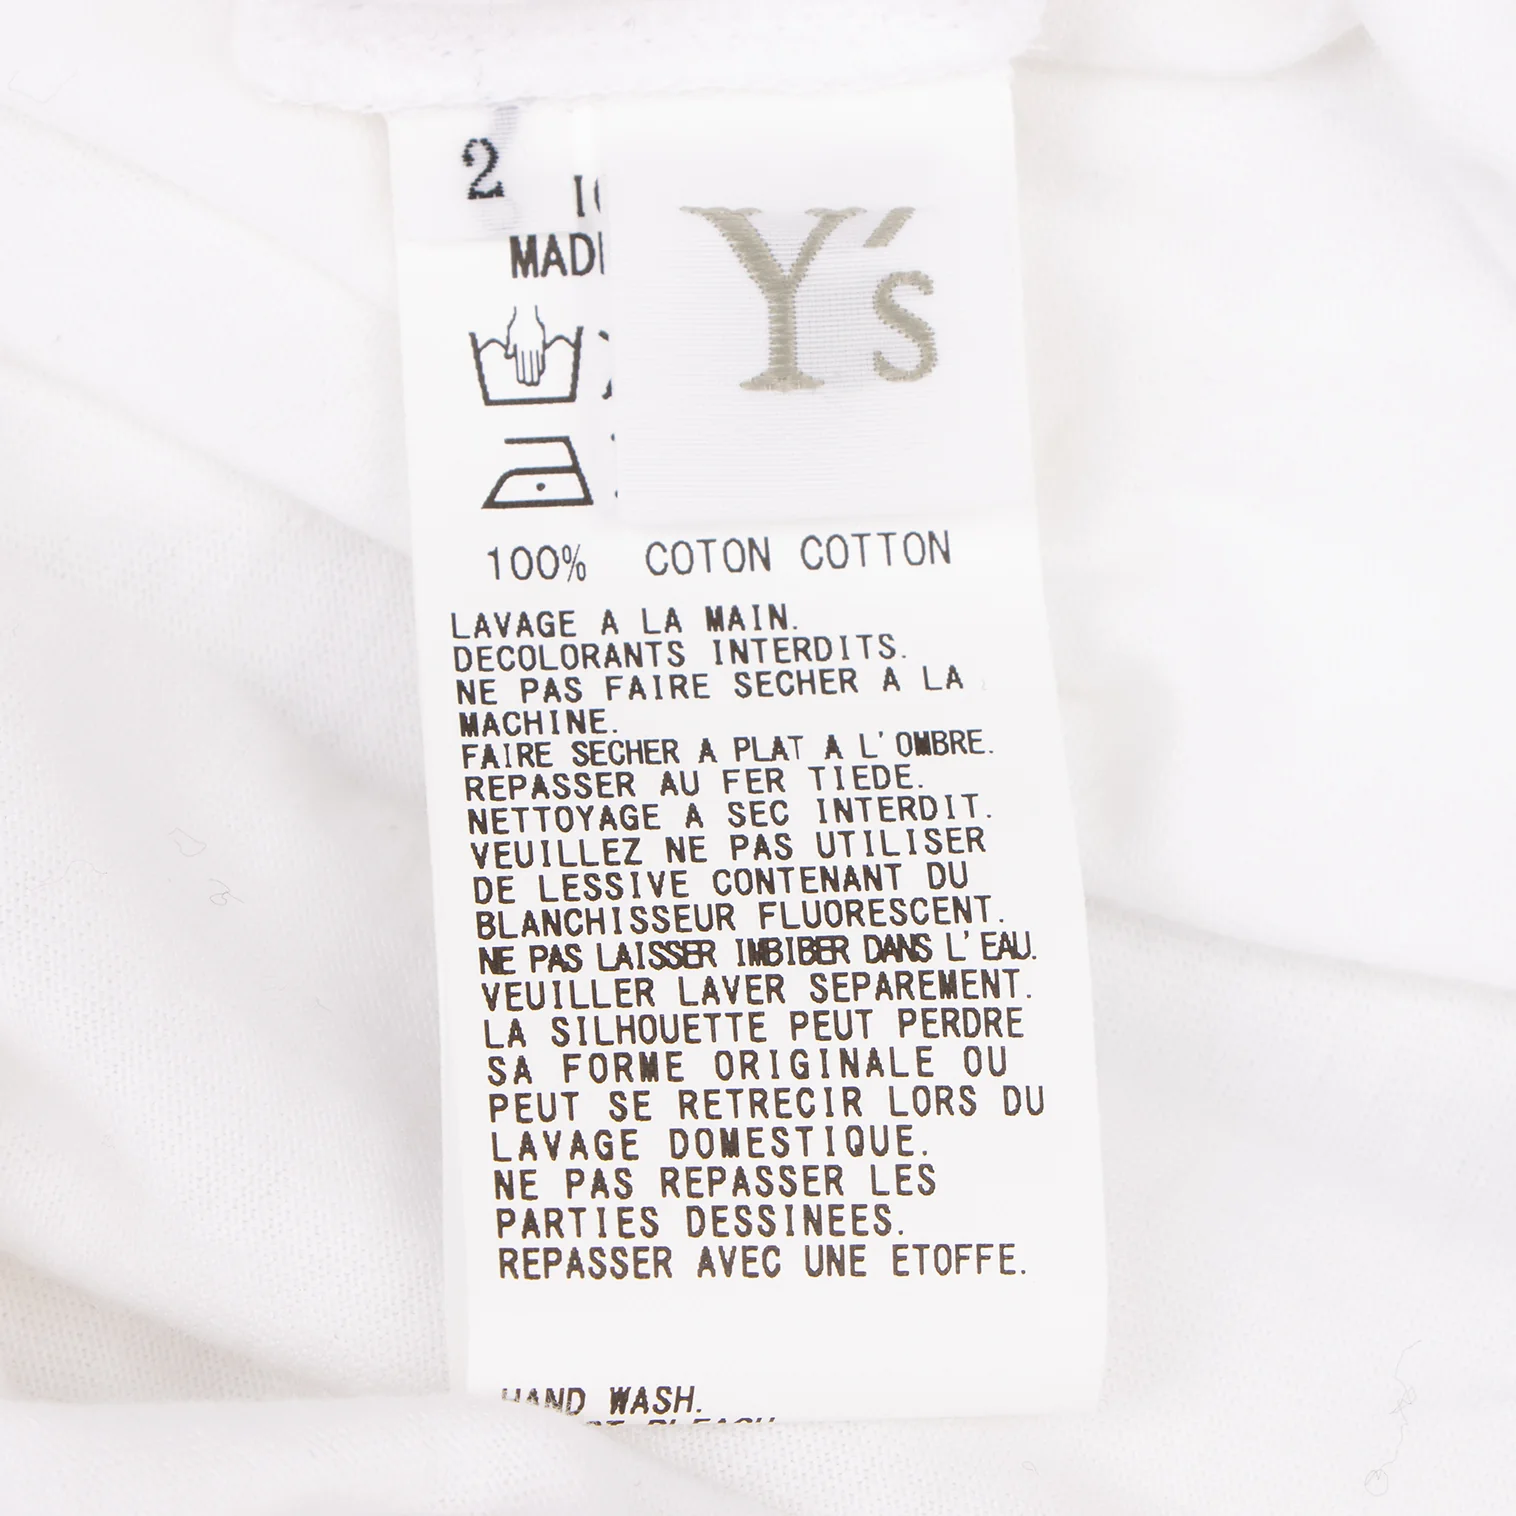 2
Y's
100% COTON COTTON
LAVAGE A LA MAIN.
DECOLORANTS INTERDITS.
NE PAS FAIRE SECHER A LA
MACHINE.
FAIRE SECHER A PLAT A L'OMBRE.
REPASSER AU FER TIEDE.
NETTOYAGE A SEC INTERDIT.
VEUILLEZ NE PAS UTILISER
DE LESSIVE CONTENANT DU
BLANCHISSEUR FLUORESCENT.
NE PAS LAISSER IMBIBER DANS L'EAU.
VEUILLER LAVER SEPAREMENT.
LA SILHOUETTE PEUT PERDRE
SA FORME ORIGINALE OU
PEUT SE RETRECIR LORS DU
LAVAGE DOMESTIQUE.
NE PAS REPASSER LES
PARTIES DESSINEES.
REPASSER AVEC UNE ETOFFE.
HAND WASH.